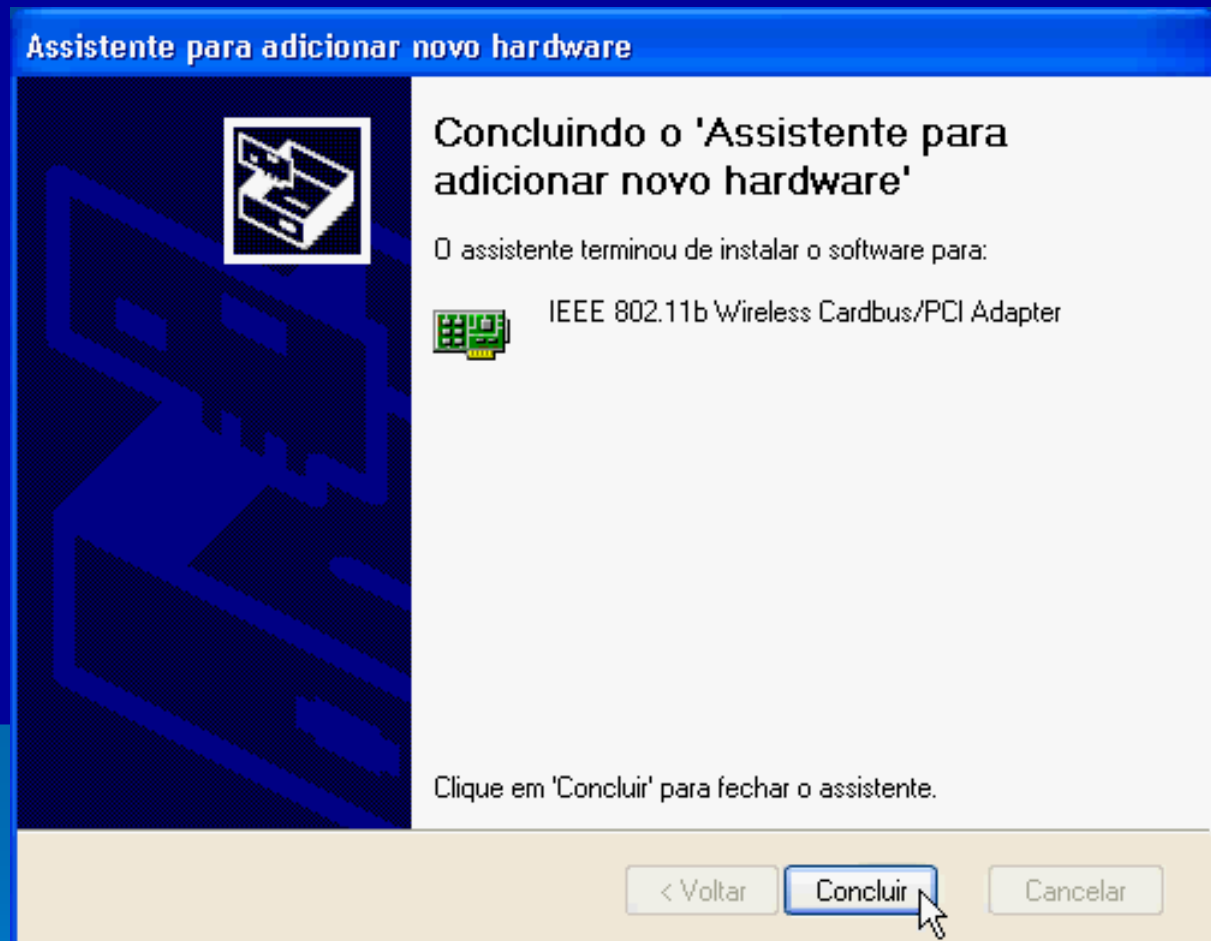 Assistente para adicionar novo hardware
Concluindo o 'Assistente para
adicionar novo hardware'
O assistente terminou de instalar o software para:
IEEE 802.11b Wireless Cardbus/PCI Adapter
Clique em 'Concluir' para fechar o assistente.
< Voltar Concluir Cancelar